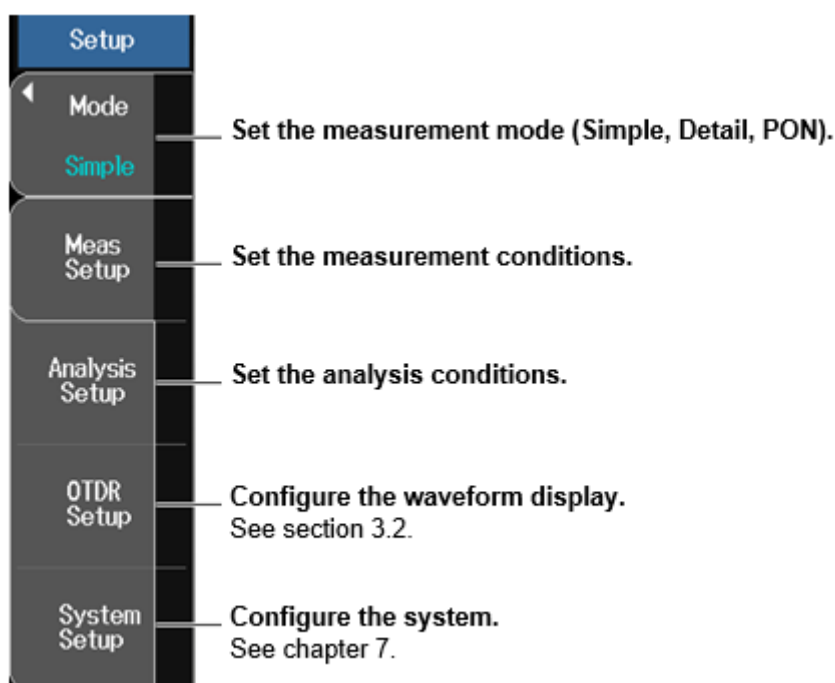 Setup
Mode
Simple
Set the measurement mode (Simple, Detail, PON).
Meas
Setup
Set the measurement conditions.
Analysis
Setup
Set the analysis conditions.
OTDR
Setup
Configure the waveform display.
See section 3.2.
System
Setup
Configure the system.
See chapter 7.